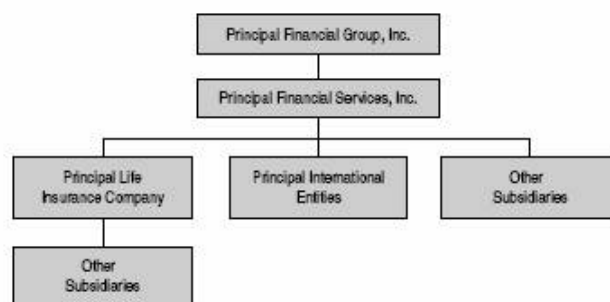 Principal Financial Group, Inc.
Principal Financial Services, Inc.
Principal Life
Insurance Company
Principal International
Entities
Other
Subsidiaries
Other
Subsidiaries